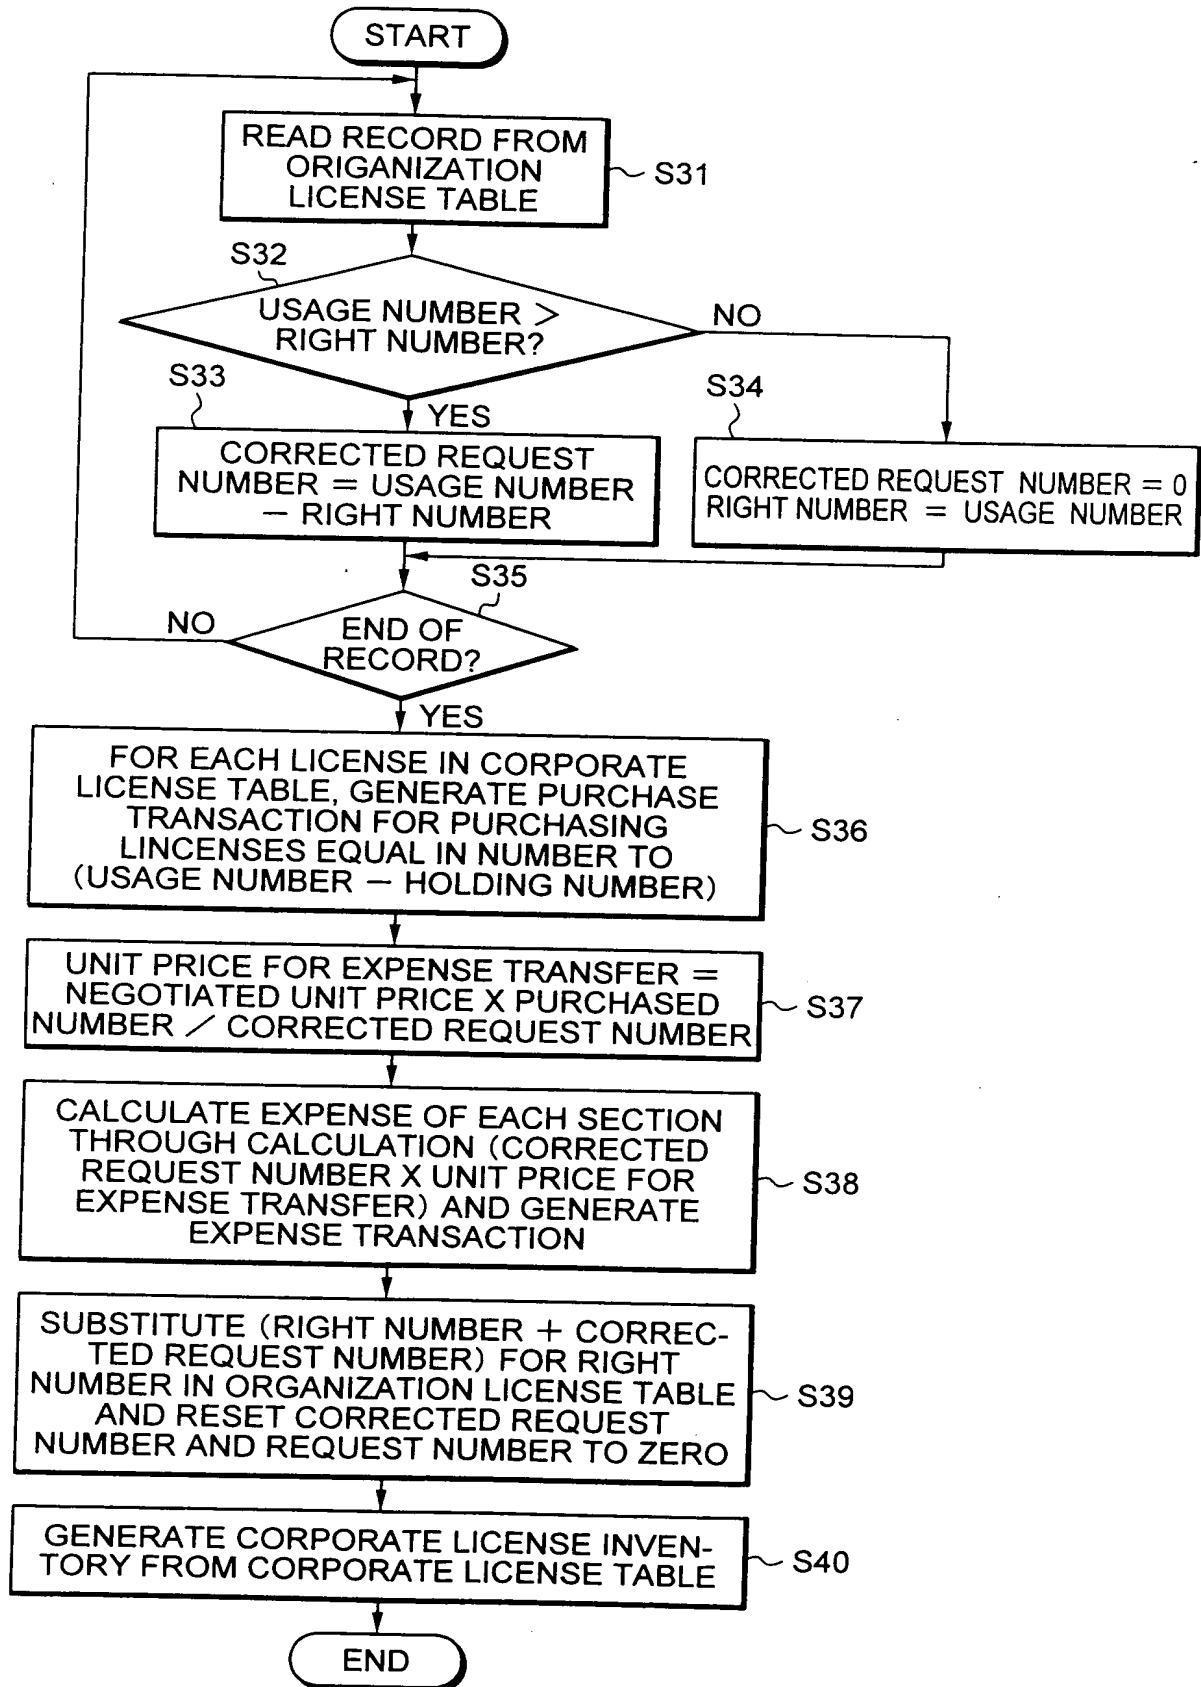 START
READ RECORD FROM
ORIGANIZATION
LICENSE TABLE
S31
S32
USAGE NUMBER >
RIGHT NUMBER?
NO
S33
YES
S34
CORRECTED REQUEST
NUMBER = USAGE NUMBER
− RIGHT NUMBER
CORRECTED REQUEST NUMBER = 0
RIGHT NUMBER = USAGE NUMBER
S35
NO
END OF
RECORD?
YES
FOR EACH LICENSE IN CORPORATE
LICENSE TABLE, GENERATE PURCHASE
TRANSACTION FOR PURCHASING
LINCENSES EQUAL IN NUMBER TO
(USAGE NUMBER − HOLDING NUMBER)
S36
UNIT PRICE FOR EXPENSE TRANSFER =
NEGOTIATED UNIT PRICE X PURCHASED
NUMBER / CORRECTED REQUEST NUMBER
S37
CALCULATE EXPENSE OF EACH SECTION
THROUGH CALCULATION (CORRECTED
REQUEST NUMBER X UNIT PRICE FOR
EXPENSE TRANSFER) AND GENERATE
EXPENSE TRANSACTION
S38
SUBSTITUTE (RIGHT NUMBER + CORREC-
TED REQUEST NUMBER) FOR RIGHT
NUMBER IN ORGANIZATION LICENSE TABLE
AND RESET CORRECTED REQUEST
NUMBER AND REQUEST NUMBER TO ZERO
S39
GENERATE CORPORATE LICENSE INVEN-
TORY FROM CORPORATE LICENSE TABLE
S40
END